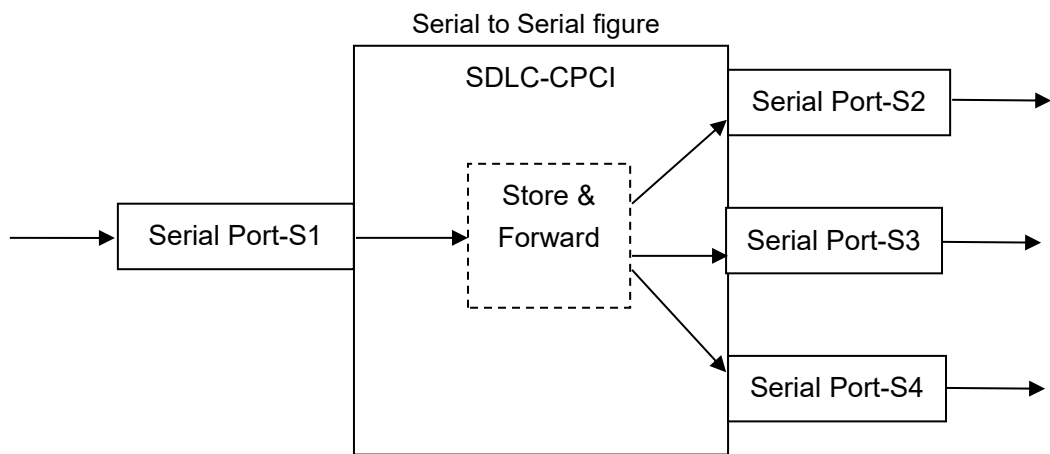 Serial to Serial figure
SDLC-CPCI
Serial Port-S1
Store &
Forward
Serial Port-S2
Serial Port-S3
Serial Port-S4